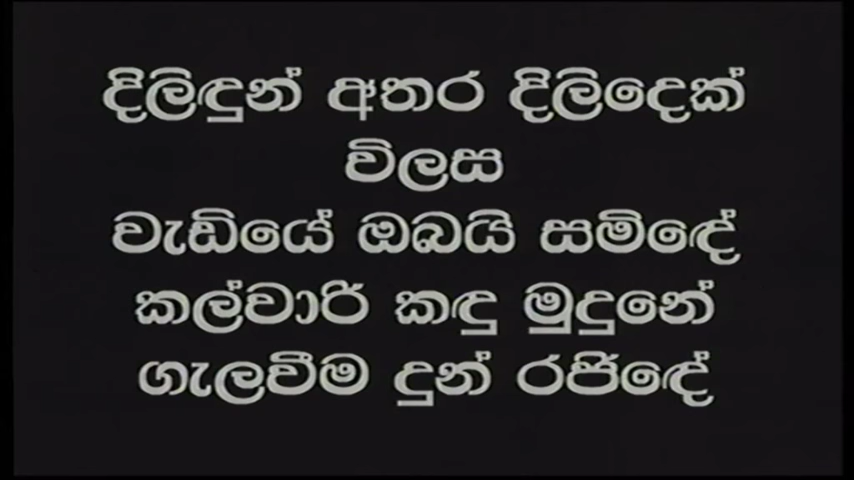 දිලිඳුන් අතර දිලිදෙක්
විලස
වැඩියේ ඔබයි සමිඳේ
කල්වාරි කඳු මුදුනේ
ගැලවීම දුන් රජිඳේ